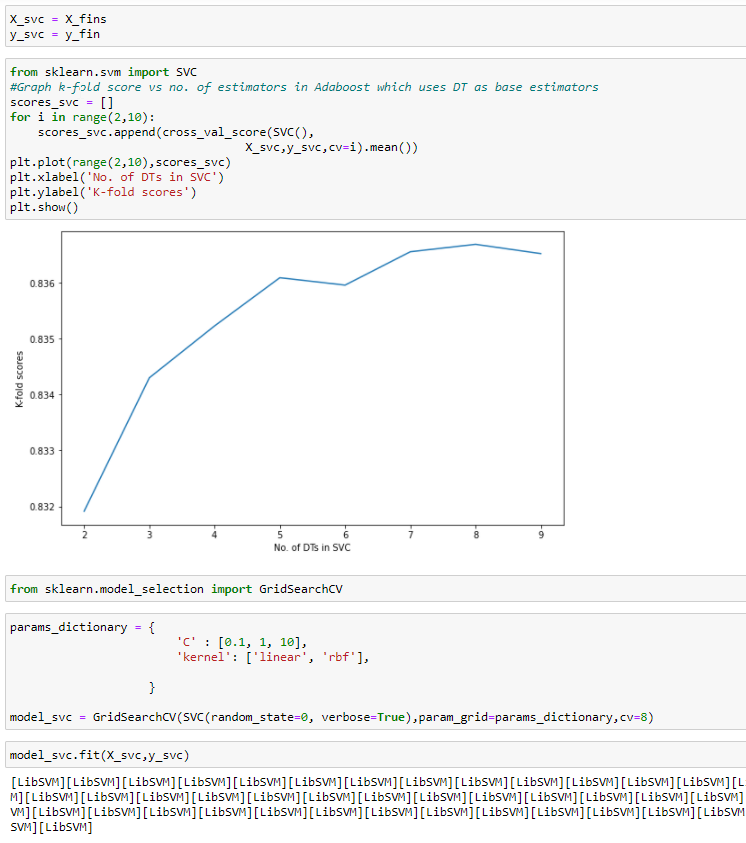 X_svc = X_fins
y_svc = y_fin
from sklearn.svm import SVC
#Graph k-fold score vs no. of estimators in Adaboost which uses DT as base estimators
scores_svc = []
for i in range(2,10):
    scores_svc.append(cross_val_score(SVC(),
                                  X_svc,y_svc,cv=i).mean())
plt.plot(range(2,10),scores_svc)
plt.xlabel('No. of DTs in SVC')
plt.ylabel('K-fold scores')
plt.show()
K-fold scores
0.836
0.835
0.834
0.833
0.832
2 3 4 5 6 7 8 9
No. of DTs in SVC
from sklearn.model_selection import GridSearchCV
params_dictionary = {
                        'C' : [0.1, 1, 10],
                        'kernel': ['linear', 'rbf'],
                    }
model_svc = GridSearchCV(SVC(random_state=0, verbose=True),param_grid=params_dictionary,cv=8)
model_svc.fit(X_svc,y_svc)
[LibSVM][LibSVM][LibSVM][LibSVM][LibSVM][LibSVM][LibSVM][LibSVM][LibSVM][LibSVM][LibSVM][LibSVM][LibSVM][L
M][LibSVM][LibSVM][LibSVM][LibSVM][LibSVM][LibSVM][LibSVM][LibSVM][LibSVM][LibSVM][LibSVM][LibSVM][LibSVM]
VM][LibSVM][LibSVM][LibSVM][LibSVM][LibSVM][LibSVM][LibSVM][LibSVM][LibSVM][LibSVM][LibSVM][LibSVM][LibSVM
SVM][LibSVM]